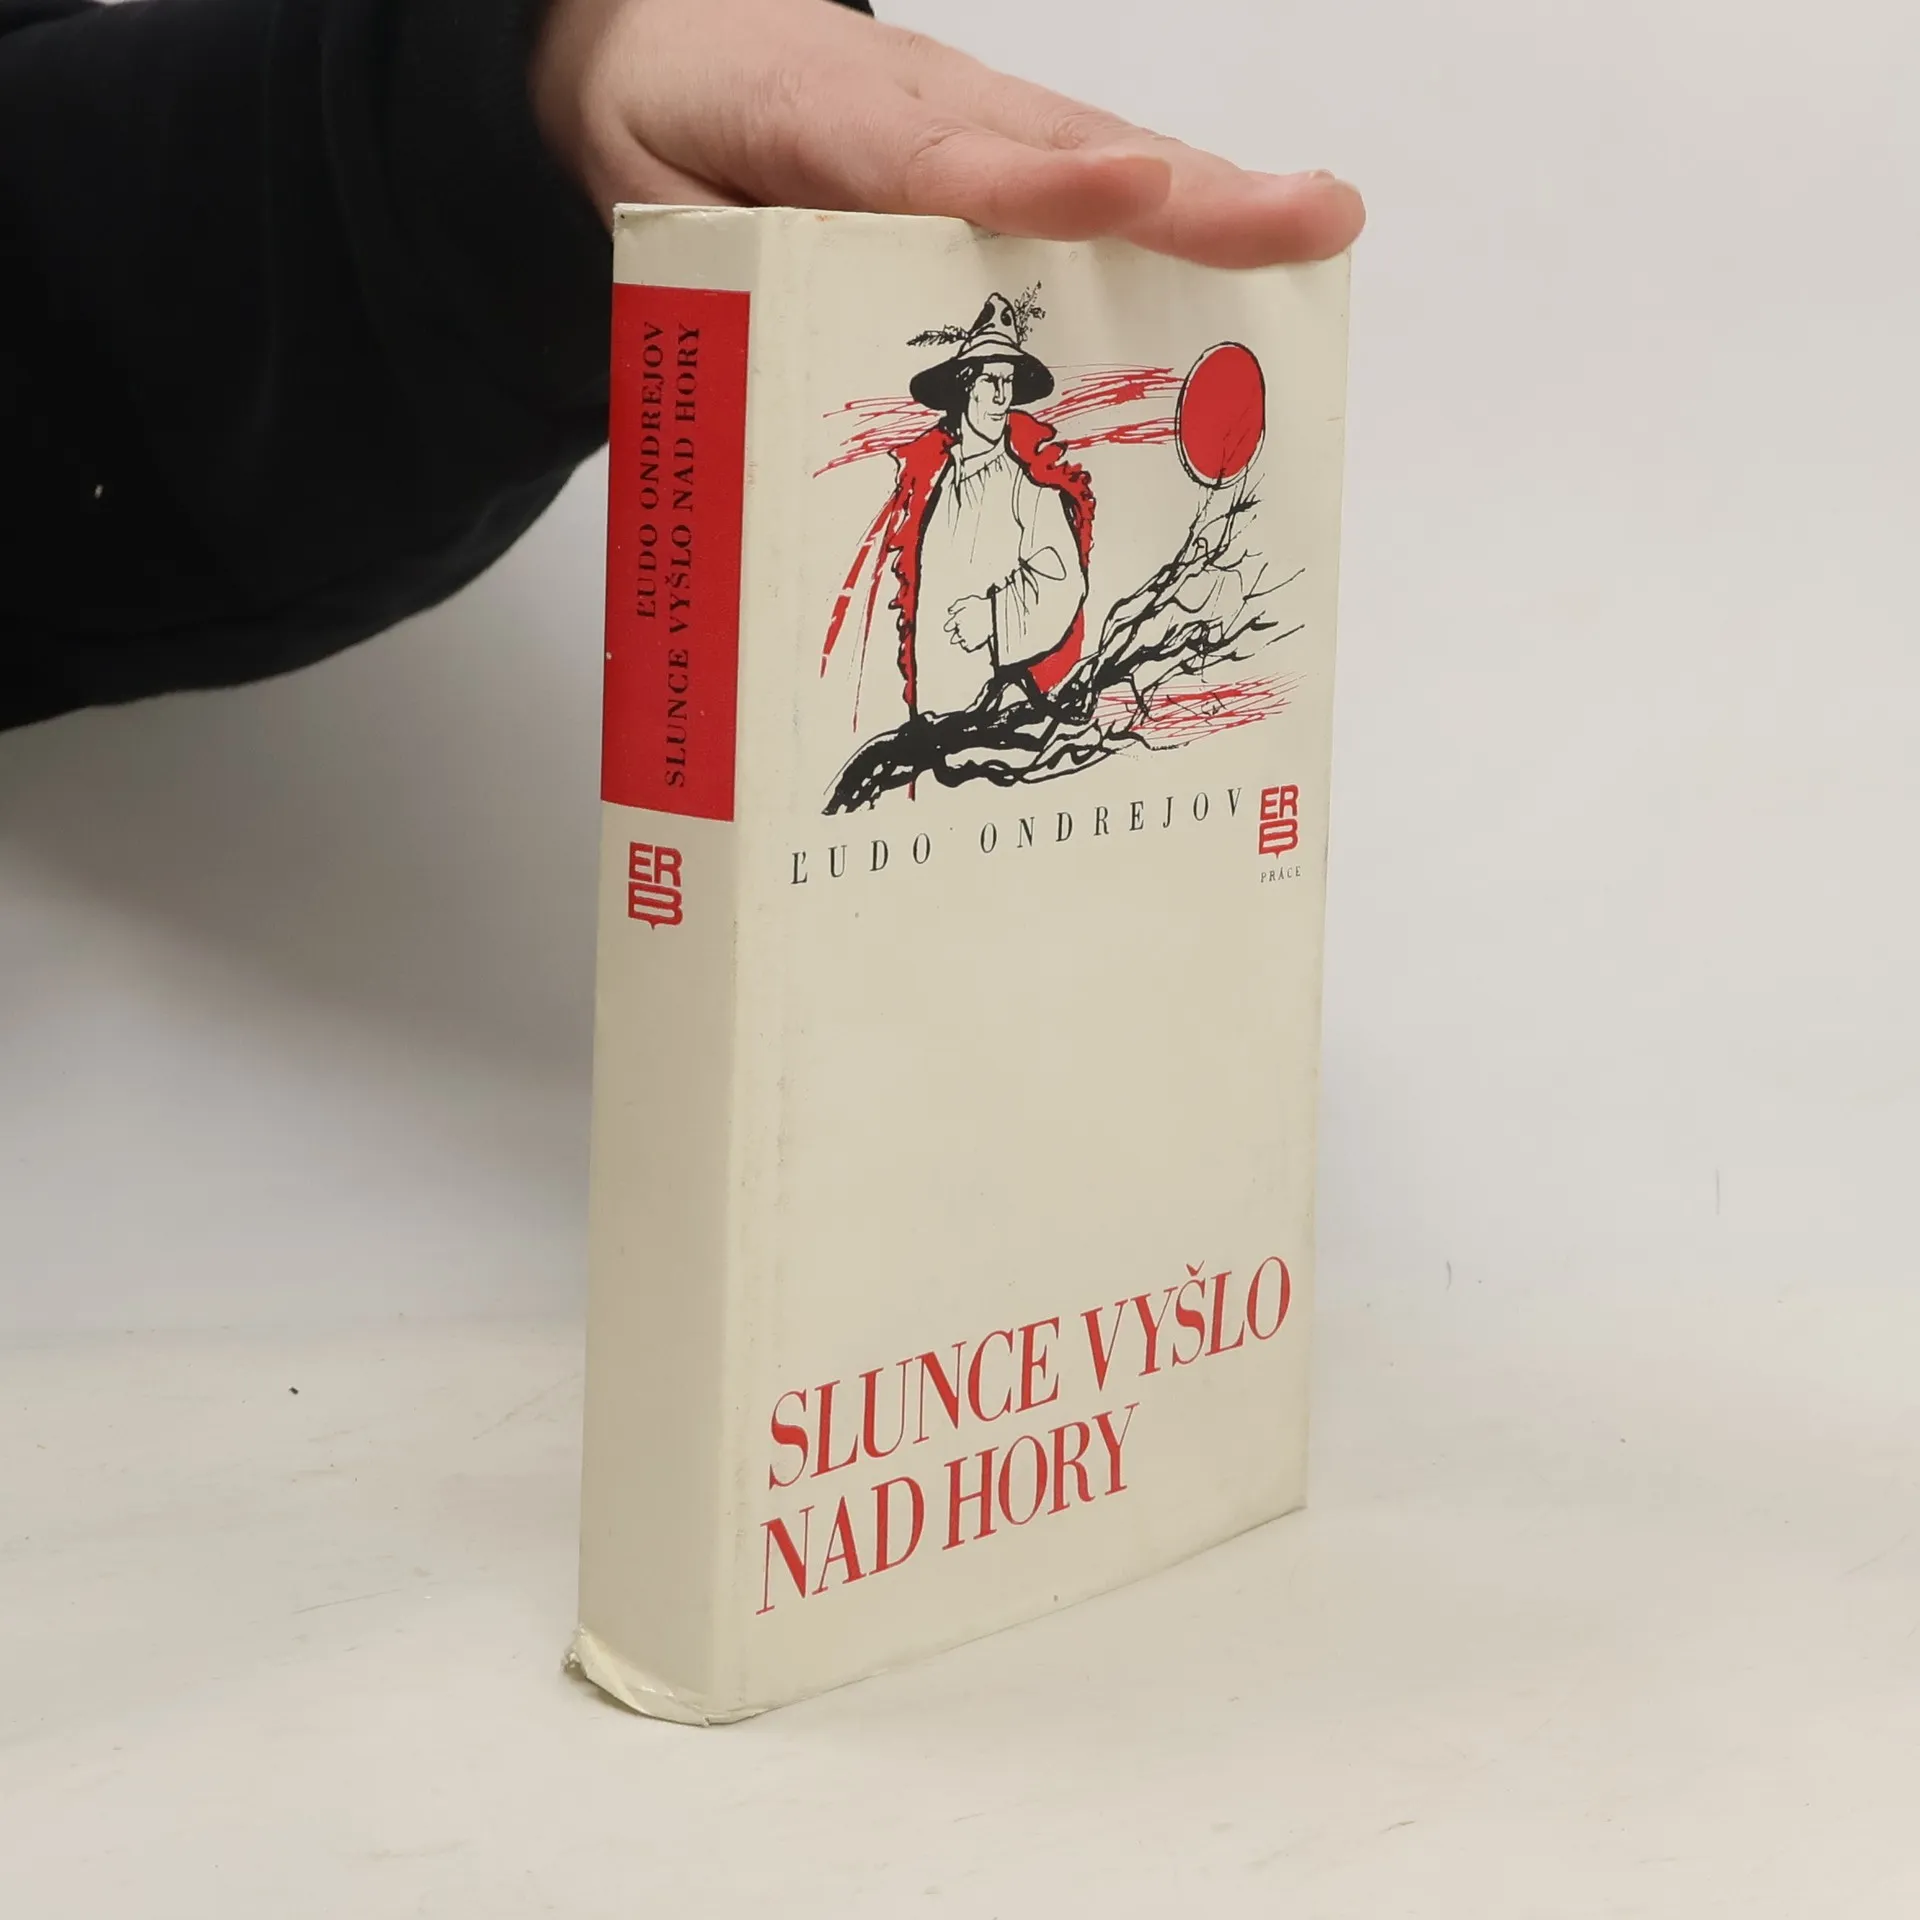 ĽUDO ONDREJOV
SLUNCE VYŠLO NAD HORY
ERB
ĽUDO ONDREJOV
ERB
PRÁCE
SLUNCE VYŠLO
NAD HORY